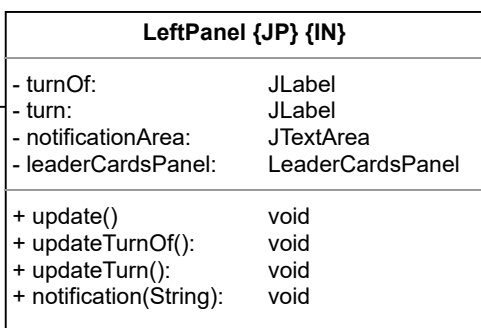 LeftPanel {JP} {IN}
- turnOf: JLabel
- turn: JLabel
- notificationArea: JTextArea
- leaderCardsPanel: LeaderCardsPanel
+ update() void
+ updateTurnOf(): void
+ updateTurn(): void
+ notification(String): void